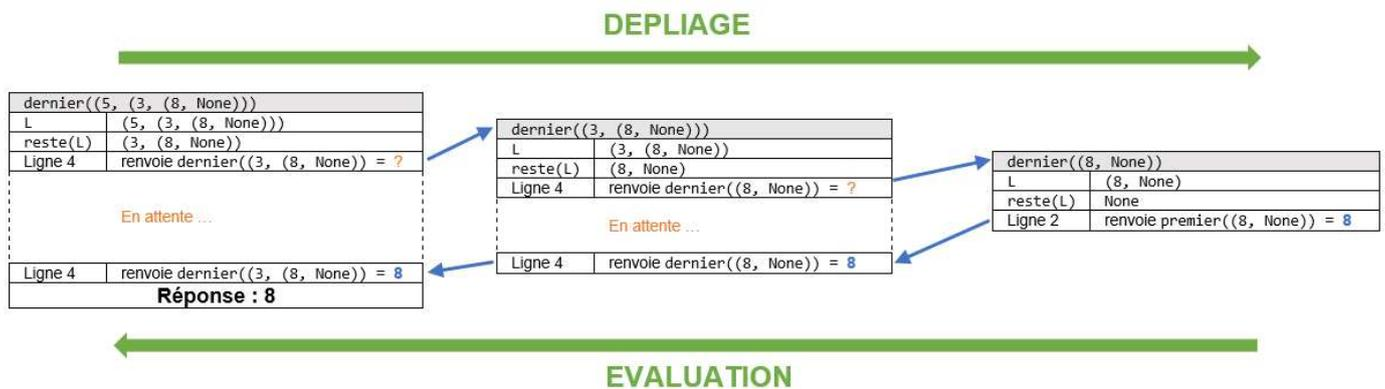 DEPLIAGE
dernier((5, (3, (8, None)))
L (5, (3, (8, None)))
reste(L) (3, (8, None))
Ligne 4 renvoie dernier((3, (8, None)) = ?
En attente ...
Ligne 4 renvoie dernier((3, (8, None)) = 8
Réponse : 8
dernier((3, (8, None)))
L (3, (8, None))
reste(L) (8, None)
Ligne 4 renvoie dernier((8, None)) = ?
En attente ...
Ligne 4 renvoie dernier((8, None)) = 8
dernier((8, None))
L (8, None)
reste(L) None
Ligne 2 renvoie premier((8, None)) = 8
EVALUATION